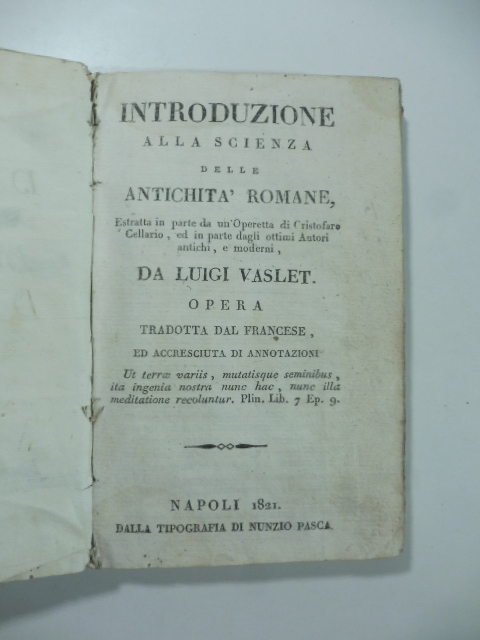 INTRODUZIONE
ALLA SCIENZA
DELLE
ANTICHITA' ROMANE,
Estratta in parte da un'Operetta di Cristofaro
Cellario, ed in parte dagli ottimi Autori
antichi, e moderni,
DA LUIGI VASLET.
OPERA
TRADOTTA DAL FRANCESE,
ED ACCRESCIUTA DI ANNOTAZIONI
Ut terræ variis, mutatisque seminibus,
ita ingenia nostra nunc hac, nunc illa
meditatione recoluntur. Plin. Lib. 7 Ep. 9.
NAPOLI 1821.
DALLA TIPOGRAFIA DI NUNZIO PASCA.